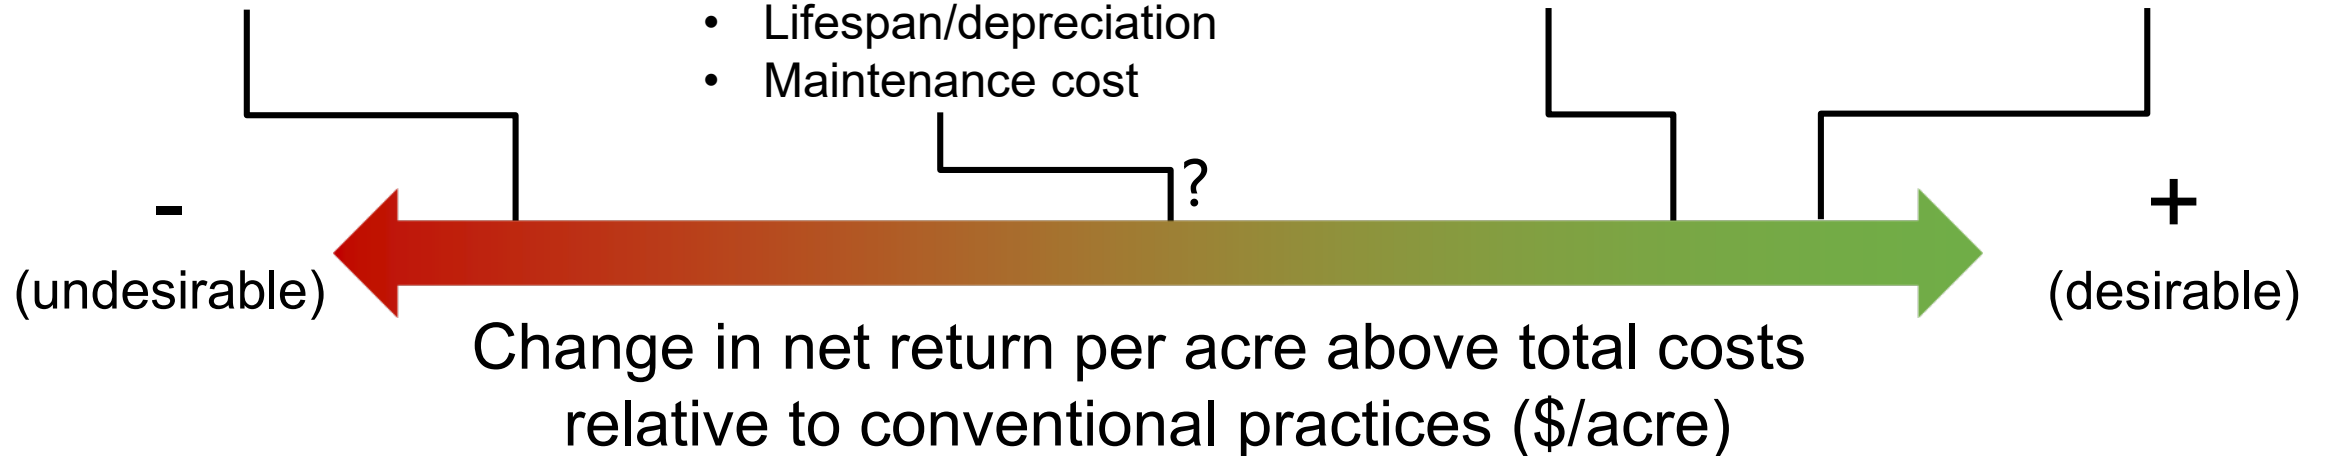 • Lifespan/depreciation
• Maintenance cost
?
-
+
(undesirable)
(desirable)
Change in net return per acre above total costs
relative to conventional practices ($/acre)